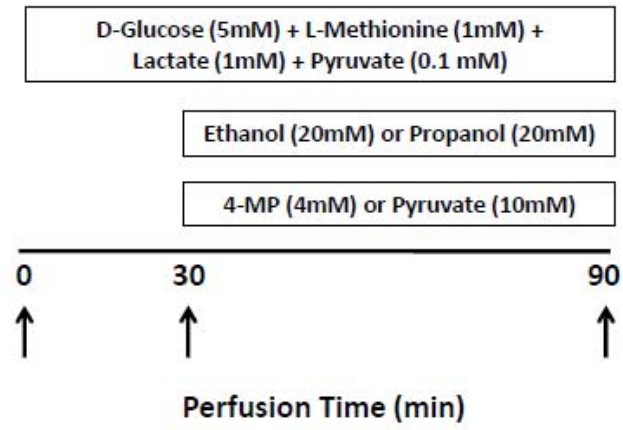 D-Glucose (5mM) + L-Methionine (1mM) +
Lactate (1mM) + Pyruvate (0.1 mM)
Ethanol (20mM) or Propanol (20mM)
4-MP (4mM) or Pyruvate (10mM)
0 30 90
Perfusion Time (min)